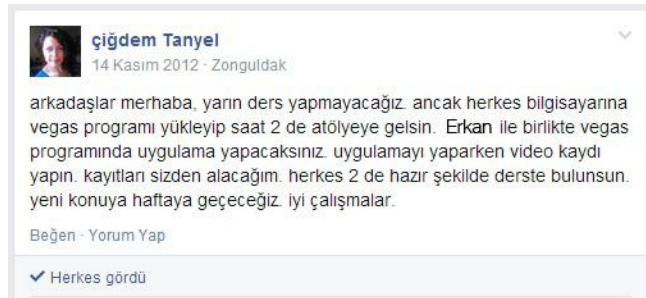 çiğdem Tanyel
14 Kasım 2012 · Zonguldak
arkadaşlar merhaba, yarın ders yapmayacağız. ancak herkes bilgisayarına
vegas programı yükleyip saat 2 de atölyeye gelsin. Erkan ile birlikte vegas
programında uygulama yapacaksınız. uygulamayı yaparken video kaydı
yapın. kayıtları sizden alacağım. herkes 2 de hazır şekilde derste bulunsun.
yeni konuya haftaya geçeceğiz. iyi çalışmalar.
Beğen · Yorum Yap
Herkes gördü